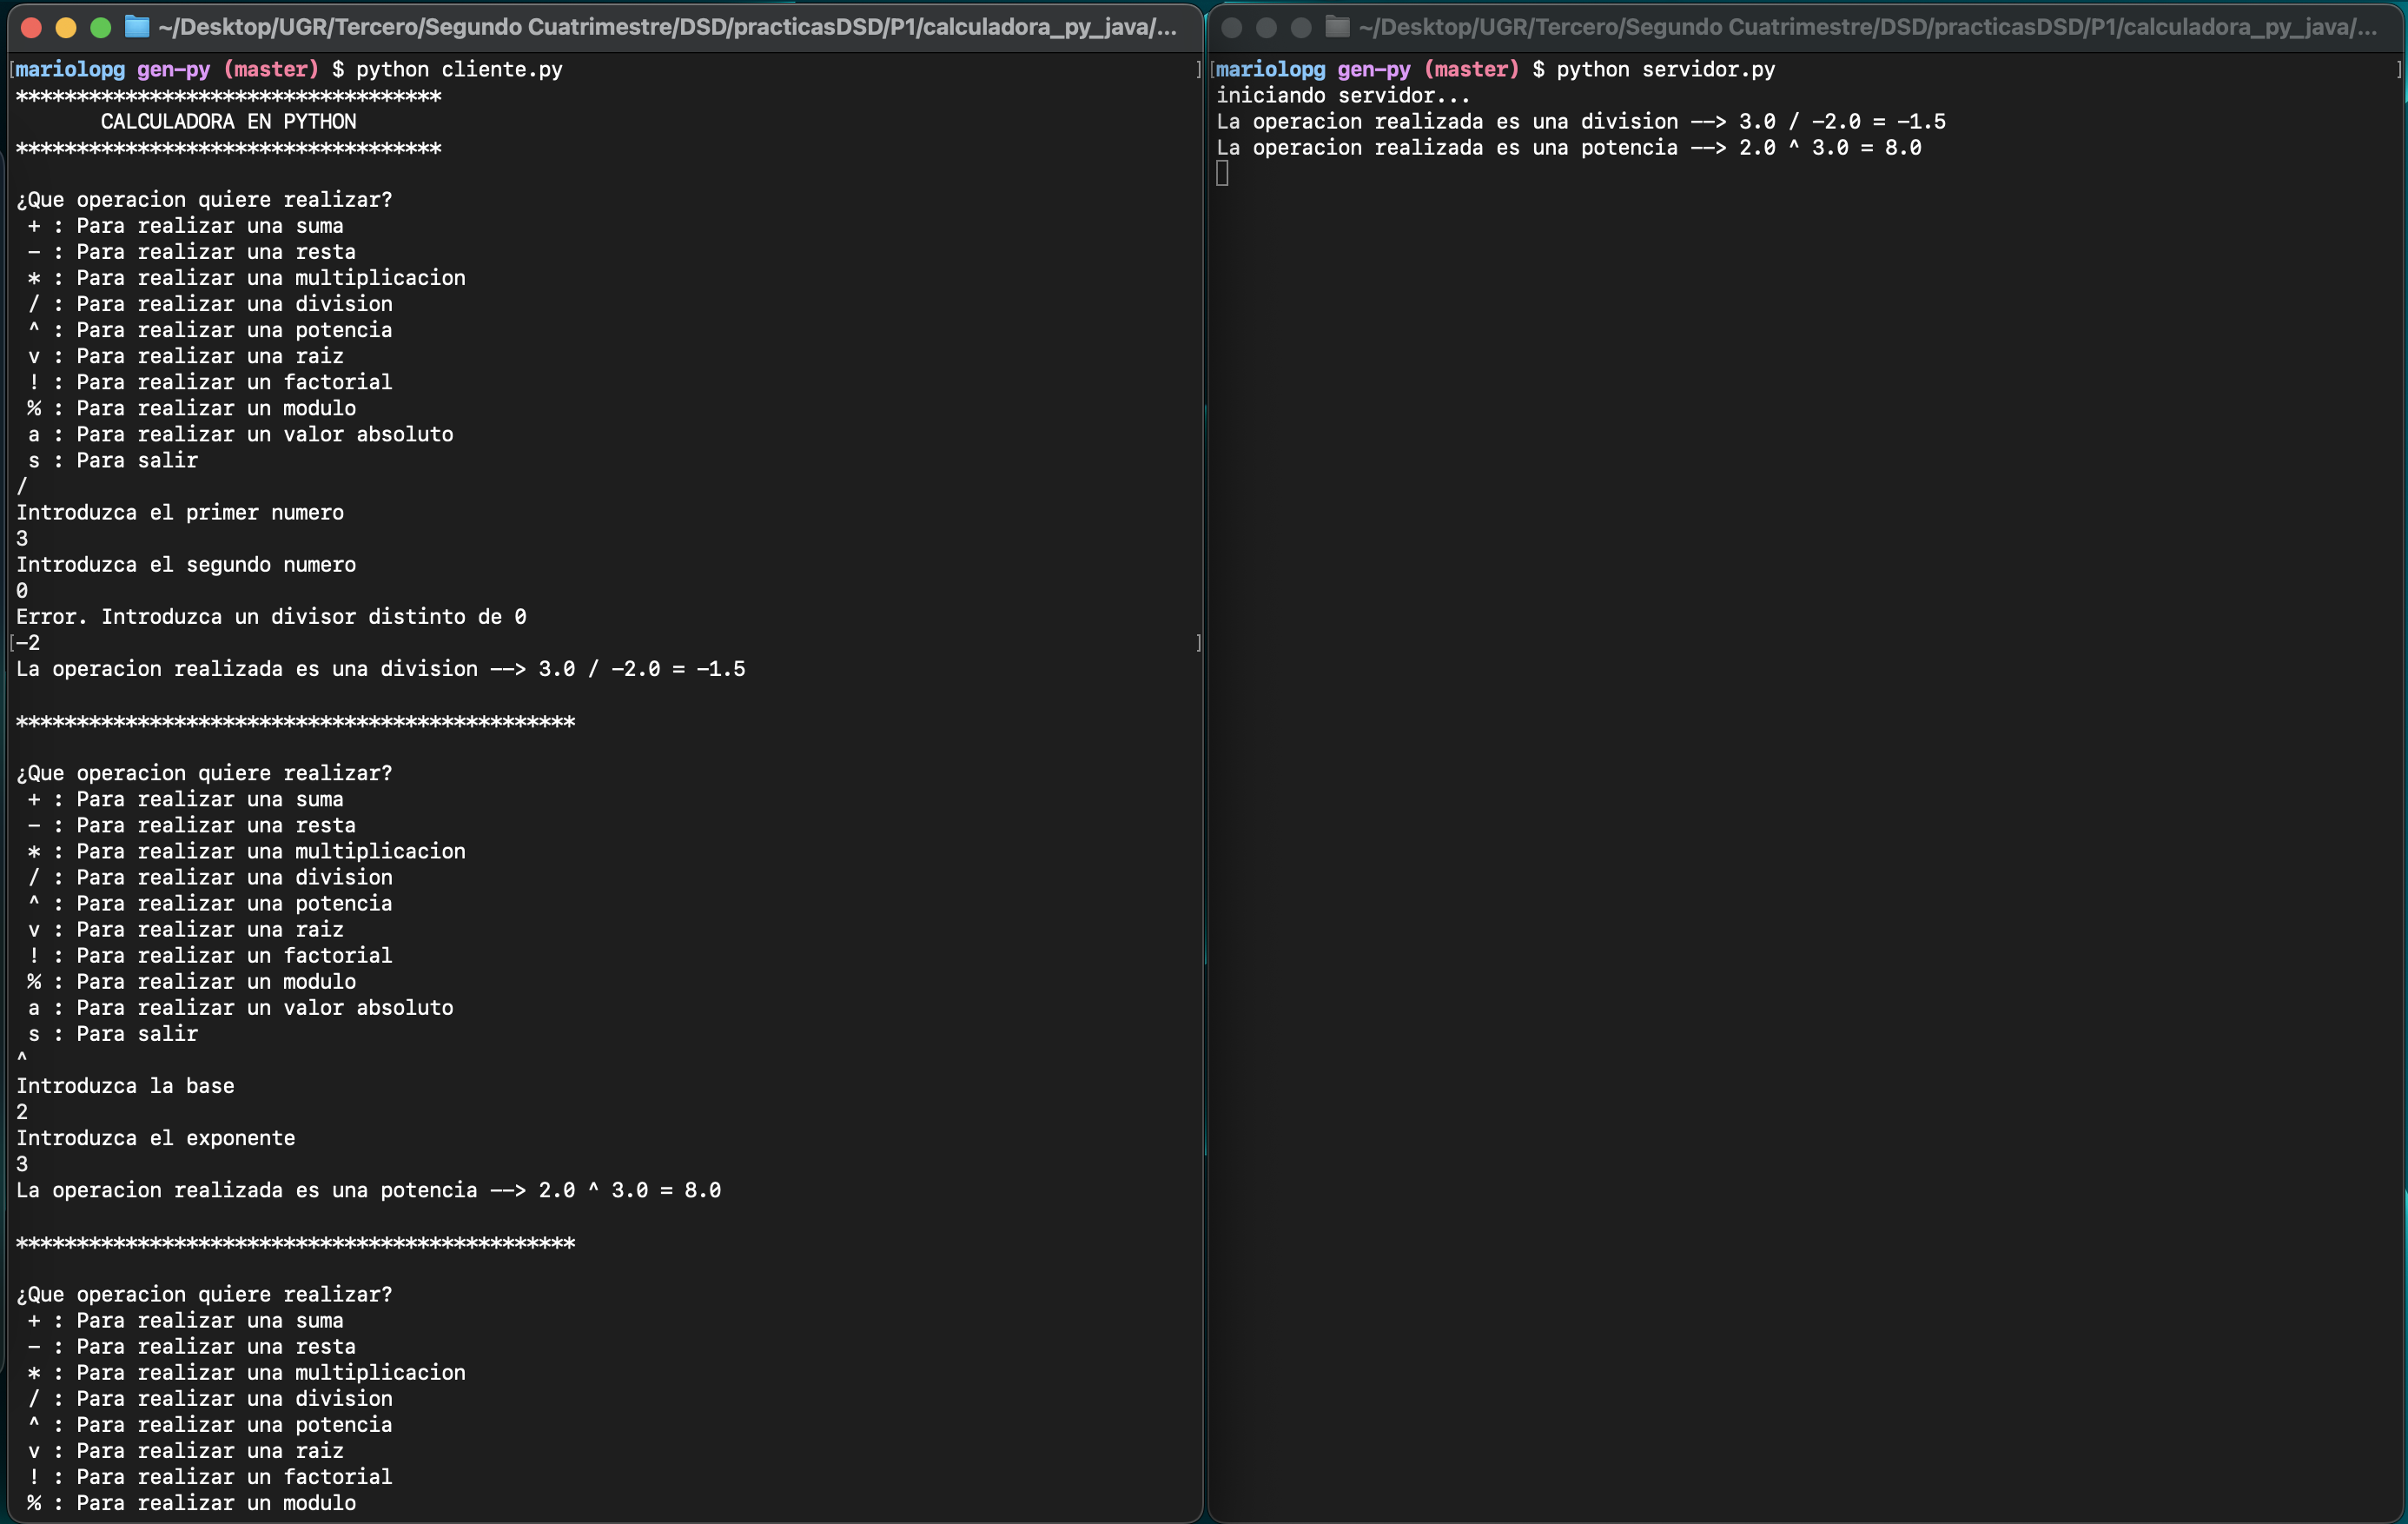 ~/Desktop/UGR/Tercero/Segundo Cuatrimestre/DSD/practicasDSD/P1/calculadora_py_java/...
[mariolopg gen-py (master) $ python cliente.py ]
***********************************
       CALCULADORA EN PYTHON
***********************************
¿Que operacion quiere realizar?
 + : Para realizar una suma
 - : Para realizar una resta
 * : Para realizar una multiplicacion
 / : Para realizar una division
 ^ : Para realizar una potencia
 v : Para realizar una raiz
 ! : Para realizar un factorial
 % : Para realizar un modulo
 a : Para realizar un valor absoluto
 s : Para salir
/
Introduzca el primer numero
3
Introduzca el segundo numero
0
Error. Introduzca un divisor distinto de 0
[-2 ]
La operacion realizada es una division --> 3.0 / -2.0 = -1.5
**********************************************
¿Que operacion quiere realizar?
 + : Para realizar una suma
 - : Para realizar una resta
 * : Para realizar una multiplicacion
 / : Para realizar una division
 ^ : Para realizar una potencia
 v : Para realizar una raiz
 ! : Para realizar un factorial
 % : Para realizar un modulo
 a : Para realizar un valor absoluto
 s : Para salir
^
Introduzca la base
2
Introduzca el exponente
3
La operacion realizada es una potencia --> 2.0 ^ 3.0 = 8.0
**********************************************
¿Que operacion quiere realizar?
 + : Para realizar una suma
 - : Para realizar una resta
 * : Para realizar una multiplicacion
 / : Para realizar una division
 ^ : Para realizar una potencia
 v : Para realizar una raiz
 ! : Para realizar un factorial
 % : Para realizar un modulo
~/Desktop/UGR/Tercero/Segundo Cuatrimestre/DSD/practicasDSD/P1/calculadora_py_java/...
[mariolopg gen-py (master) $ python servidor.py ]
iniciando servidor...
La operacion realizada es una division --> 3.0 / -2.0 = -1.5
La operacion realizada es una potencia --> 2.0 ^ 3.0 = 8.0